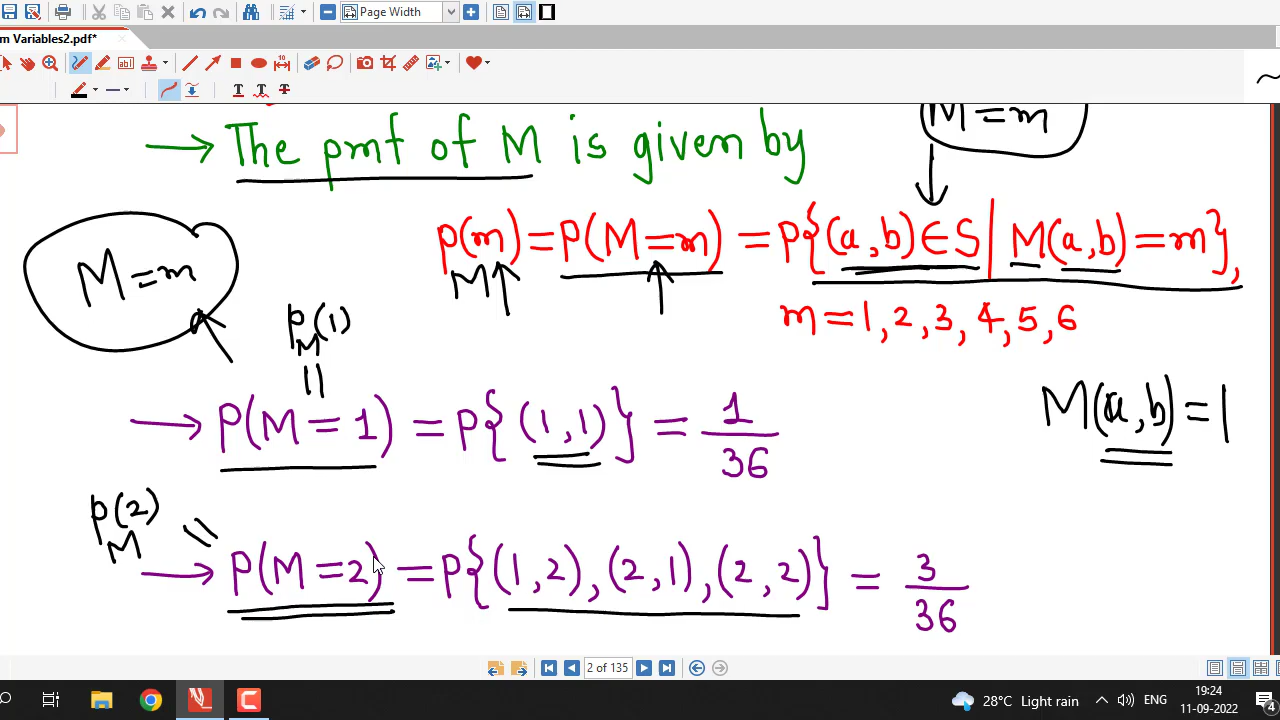 Page Width
m Variables2.pdf*
M=m
→ The pmf of M is given by
p(m)=P(M=m)=P{(a,b)∈S|M(a,b)=m},
M
M=m
m=1,2,3,4,5,6
p(1)
M
=
M(a,b)=1
→ P(M=1)=P{(1,1)}=1/36
p(2)
M
=
→ P(M=2)=P{(1,2),(2,1),(2,2)}=3/36
2 of 135
28°C Light rain
ENG
19:24
11-09-2022
4